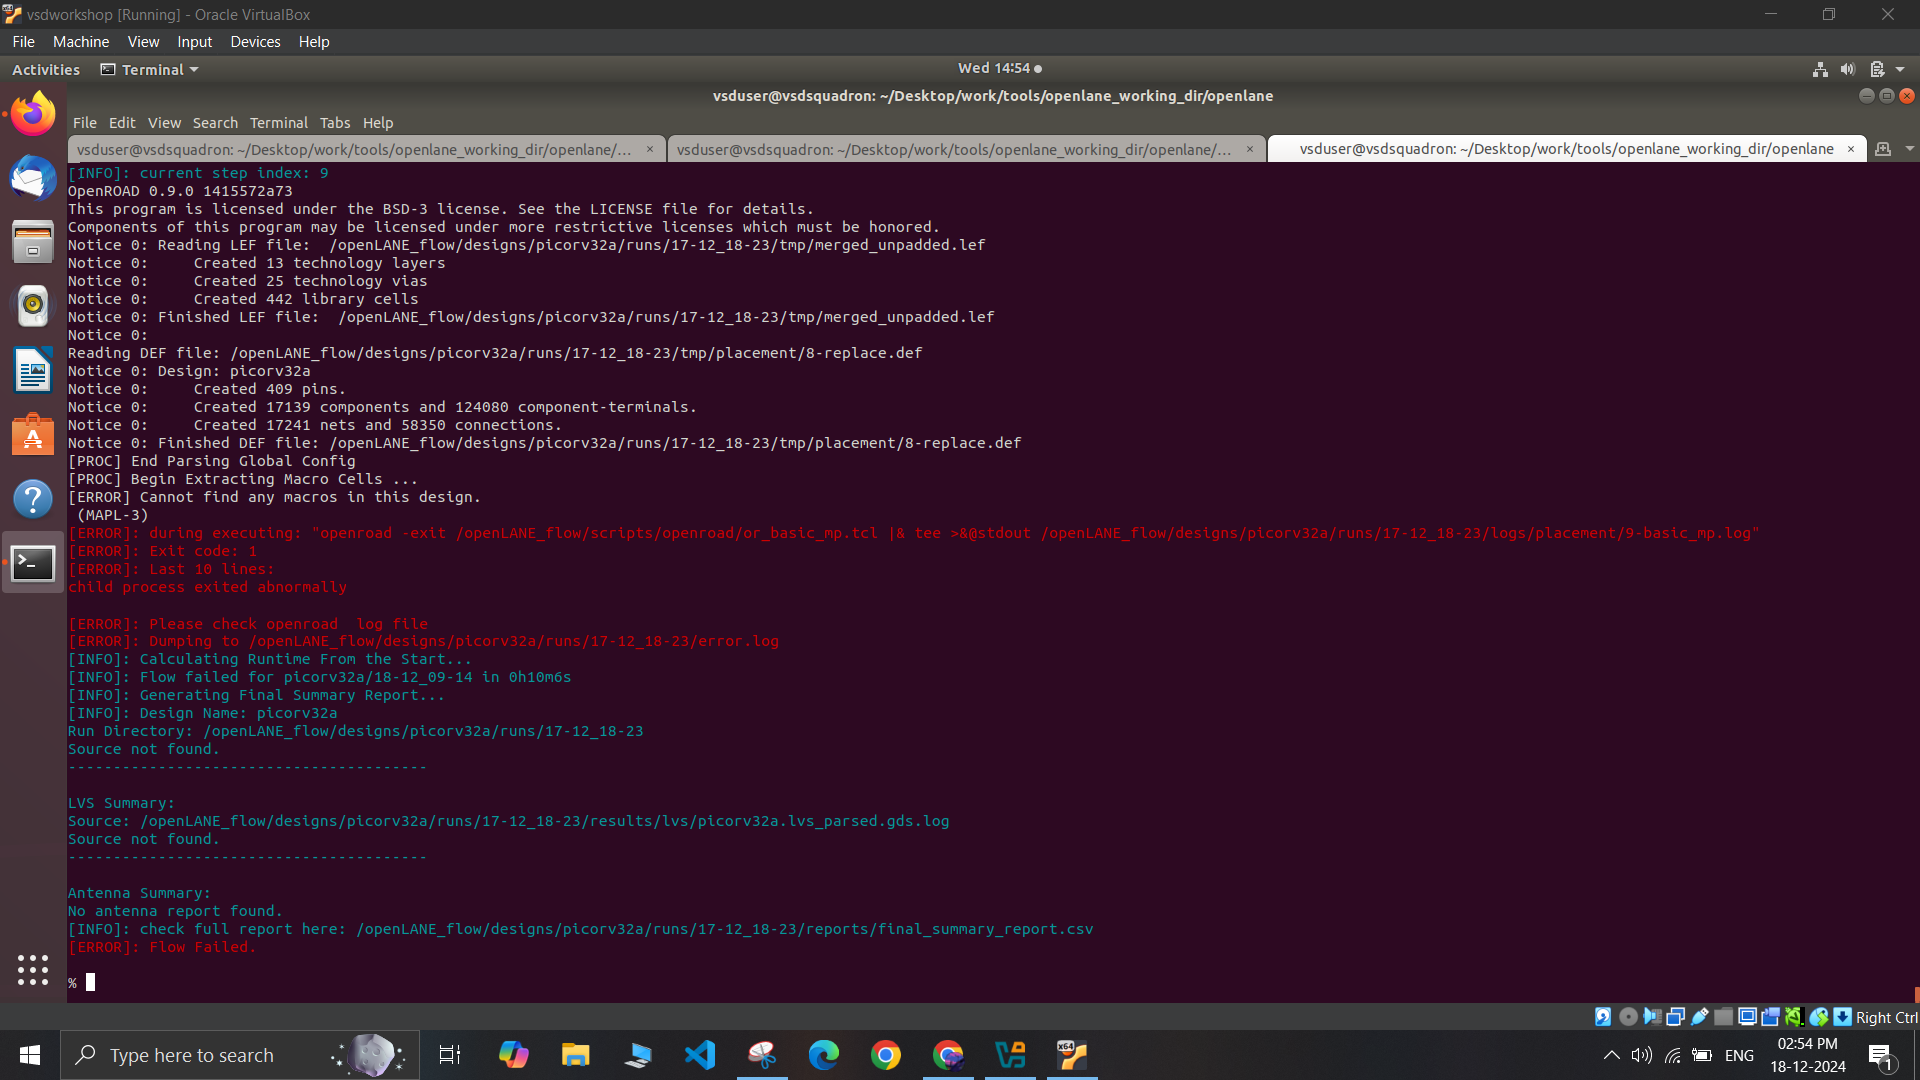 vsdworkshop [Running] - Oracle VirtualBox
File Machine View Input Devices Help
Activities Terminal Wed 14:54
vsduser@vsdsquadron: ~/Desktop/work/tools/openlane_working_dir/openlane
File Edit View Search Terminal Tabs Help
vsduser@vsdsquadron: ~/Desktop/work/tools/openlane_working_dir/openlane/... × vsduser@vsdsquadron: ~/Desktop/work/tools/openlane_working_dir/openlane/... × vsduser@vsdsquadron: ~/Desktop/work/tools/openlane_working_dir/openlane ×
[INFO]: current step index: 9
OpenROAD 0.9.0 1415572a73
This program is licensed under the BSD-3 license. See the LICENSE file for details.
Components of this program may be licensed under more restrictive licenses which must be honored.
Notice 0: Reading LEF file:  /openLANE_flow/designs/picorv32a/runs/17-12_18-23/tmp/merged_unpadded.lef
Notice 0:     Created 13 technology layers
Notice 0:     Created 25 technology vias
Notice 0:     Created 442 library cells
Notice 0: Finished LEF file:  /openLANE_flow/designs/picorv32a/runs/17-12_18-23/tmp/merged_unpadded.lef
Notice 0:
Reading DEF file: /openLANE_flow/designs/picorv32a/runs/17-12_18-23/tmp/placement/8-replace.def
Notice 0: Design: picorv32a
Notice 0:     Created 409 pins.
Notice 0:     Created 17139 components and 124080 component-terminals.
Notice 0:     Created 17241 nets and 58350 connections.
Notice 0: Finished DEF file: /openLANE_flow/designs/picorv32a/runs/17-12_18-23/tmp/placement/8-replace.def
[PROC] End Parsing Global Config
[PROC] Begin Extracting Macro Cells ...
[ERROR] Cannot find any macros in this design.
 (MAPL-3)
[ERROR]: during executing: "openroad -exit /openLANE_flow/scripts/openroad/or_basic_mp.tcl |& tee >&@stdout /openLANE_flow/designs/picorv32a/runs/17-12_18-23/logs/placement/9-basic_mp.log"
[ERROR]: Exit code: 1
[ERROR]: Last 10 lines:
child process exited abnormally
[ERROR]: Please check openroad  log file
[ERROR]: Dumping to /openLANE_flow/designs/picorv32a/runs/17-12_18-23/error.log
[INFO]: Calculating Runtime From the Start...
[INFO]: Flow failed for picorv32a/18-12_09-14 in 0h10m6s
[INFO]: Generating Final Summary Report...
[INFO]: Design Name: picorv32a
Run Directory: /openLANE_flow/designs/picorv32a/runs/17-12_18-23
Source not found.
----------------------------------------
LVS Summary:
Source: /openLANE_flow/designs/picorv32a/runs/17-12_18-23/results/lvs/picorv32a.lvs_parsed.gds.log
Source not found.
----------------------------------------
Antenna Summary:
No antenna report found.
[INFO]: check full report here: /openLANE_flow/designs/picorv32a/runs/17-12_18-23/reports/final_summary_report.csv
[ERROR]: Flow Failed.
%
Right Ctrl
Type here to search
x64
ENG
02:54 PM
18-12-2024
1